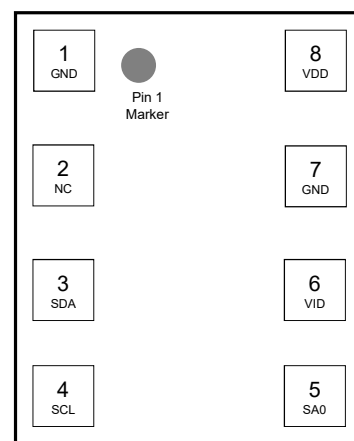 1
GND
Pin 1
Marker
8
VDD
2
NC
7
GND
3
SDA
6
VID
4
SCL
5
SA0